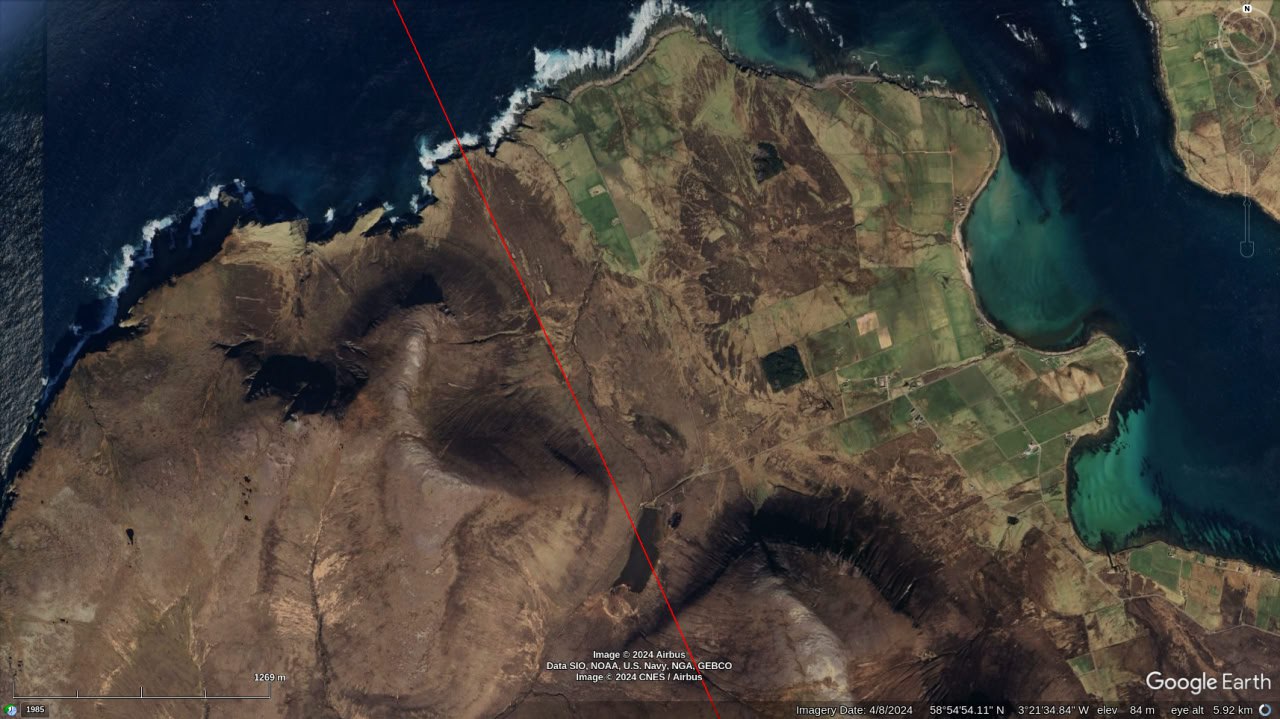 N
Image © 2024 Airbus
Data SIO, NOAA, U.S. Navy, NGA, GEBCO
Image © 2024 CNES / Airbus
1269 m
Google Earth
1985
Imagery Date: 4/8/2024 58°54'54.11" N 3°21'34.84" W elev 84 m eye alt 5.92 km